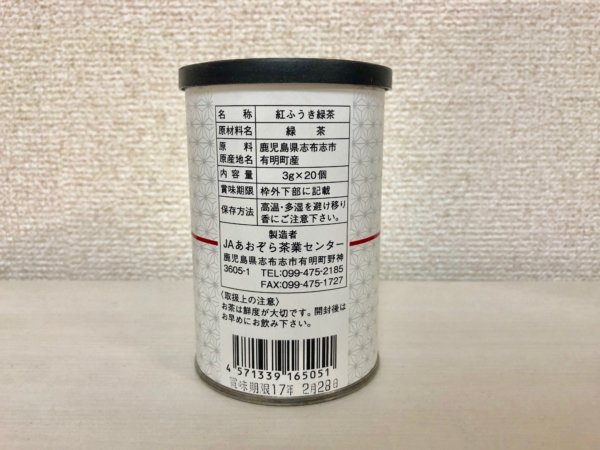 名称 紅ふうき緑茶
原材料名 緑茶
原料 鹿児島県志布志市
原産地名 有明町産
内容量 3g×20個
賞味期限 枠外下部に記載
保存方法 高温・多湿を避け移り
香にご注意下さい。
製造者
JAあおぞら茶業センター
鹿児島県志布志市有明町野神
3605-1 TEL:099-475-2185
FAX:099-475-1727
〈取扱上の注意〉
お茶は鮮度が大切です。開封後は
お早めにお飲み下さい。
4 571339 165051
賞味期限17年 2月28日